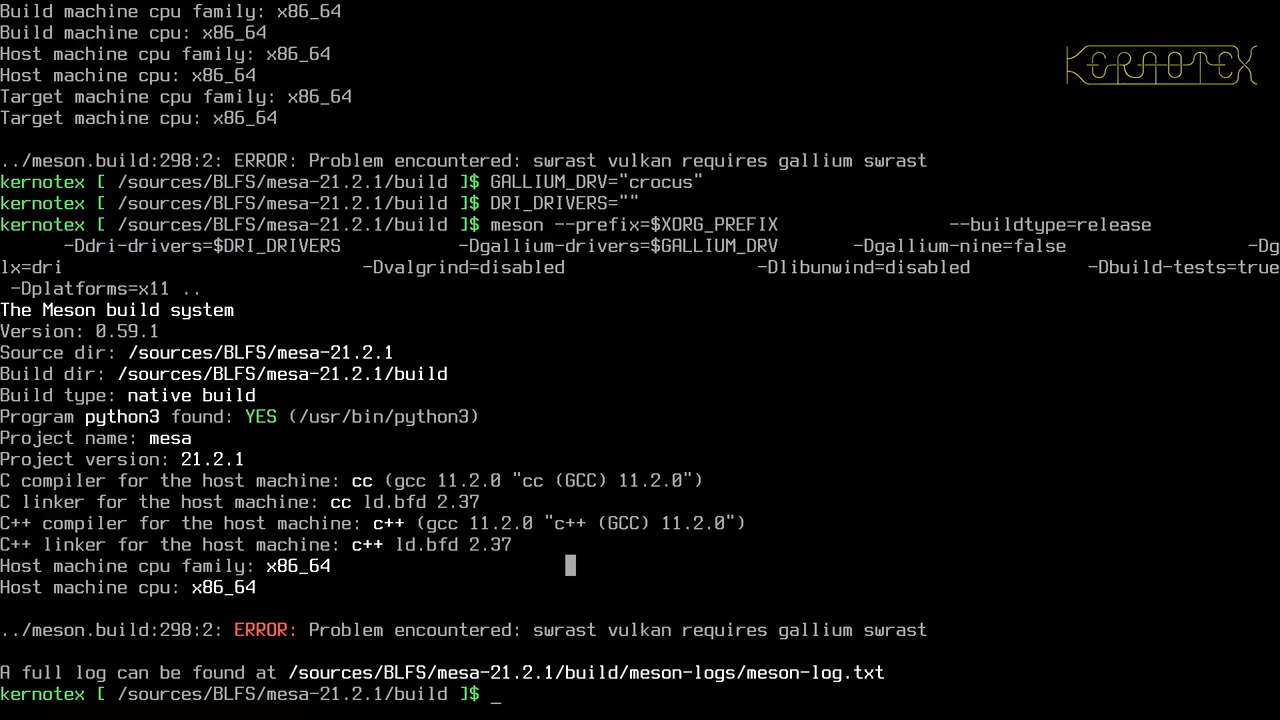 Build machine cpu family: x86_64
Build machine cpu: x86_64
Host machine cpu family: x86_64
Host machine cpu: x86_64
Target machine cpu family: x86_64
Target machine cpu: x86_64
KERNOTEX
../meson.build:298:2: ERROR: Problem encountered: swrast vulkan requires gallium swrast
kernotex [ /sources/BLFS/mesa-21.2.1/build ]$ GALLIUM_DRV="crocus"
kernotex [ /sources/BLFS/mesa-21.2.1/build ]$ DRI_DRIVERS=""
kernotex [ /sources/BLFS/mesa-21.2.1/build ]$ meson --prefix=$XORG_PREFIX --buildtype=release
-Ddri-drivers=$DRI_DRIVERS -Dgallium-drivers=$GALLIUM_DRV -Dgallium-nine=false -Dg
lx=dri -Dvalgrind=disabled -Dlibunwind=disabled -Dbuild-tests=true
-Dplatforms=x11 ..
The Meson build system
Version: 0.59.1
Source dir: /sources/BLFS/mesa-21.2.1
Build dir: /sources/BLFS/mesa-21.2.1/build
Build type: native build
Program python3 found: YES (/usr/bin/python3)
Project name: mesa
Project version: 21.2.1
C compiler for the host machine: cc (gcc 11.2.0 "cc (GCC) 11.2.0")
C linker for the host machine: cc ld.bfd 2.37
C++ compiler for the host machine: c++ (gcc 11.2.0 "c++ (GCC) 11.2.0")
C++ linker for the host machine: c++ ld.bfd 2.37
Host machine cpu family: x86_64
Host machine cpu: x86_64
../meson.build:298:2: ERROR: Problem encountered: swrast vulkan requires gallium swrast
A full log can be found at /sources/BLFS/mesa-21.2.1/build/meson-logs/meson-log.txt
kernotex [ /sources/BLFS/mesa-21.2.1/build ]$ _